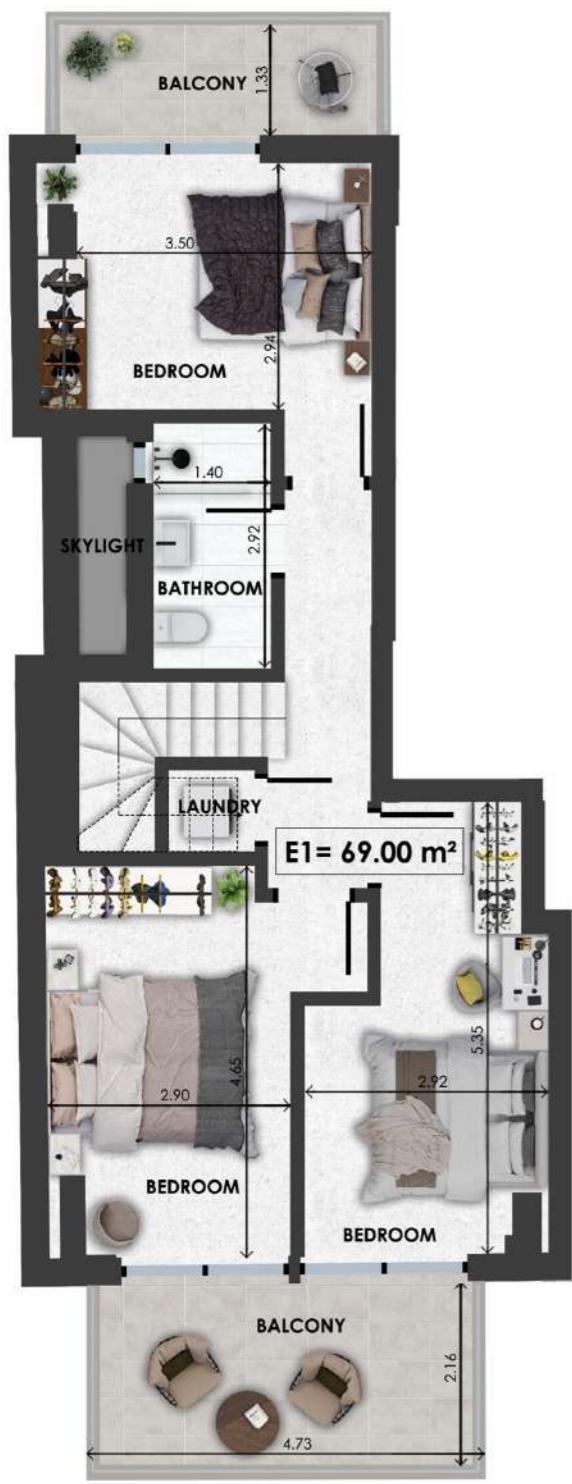 BALCONY
1.33
3.50
2.94
BEDROOM
1.40
2.92
SKYLIGHT
BATHROOM
LAUNDRY
E1= 69.00 m²
4.65
5.35
2.90
2.92
BEDROOM
BEDROOM
BALCONY
2.16
4.73